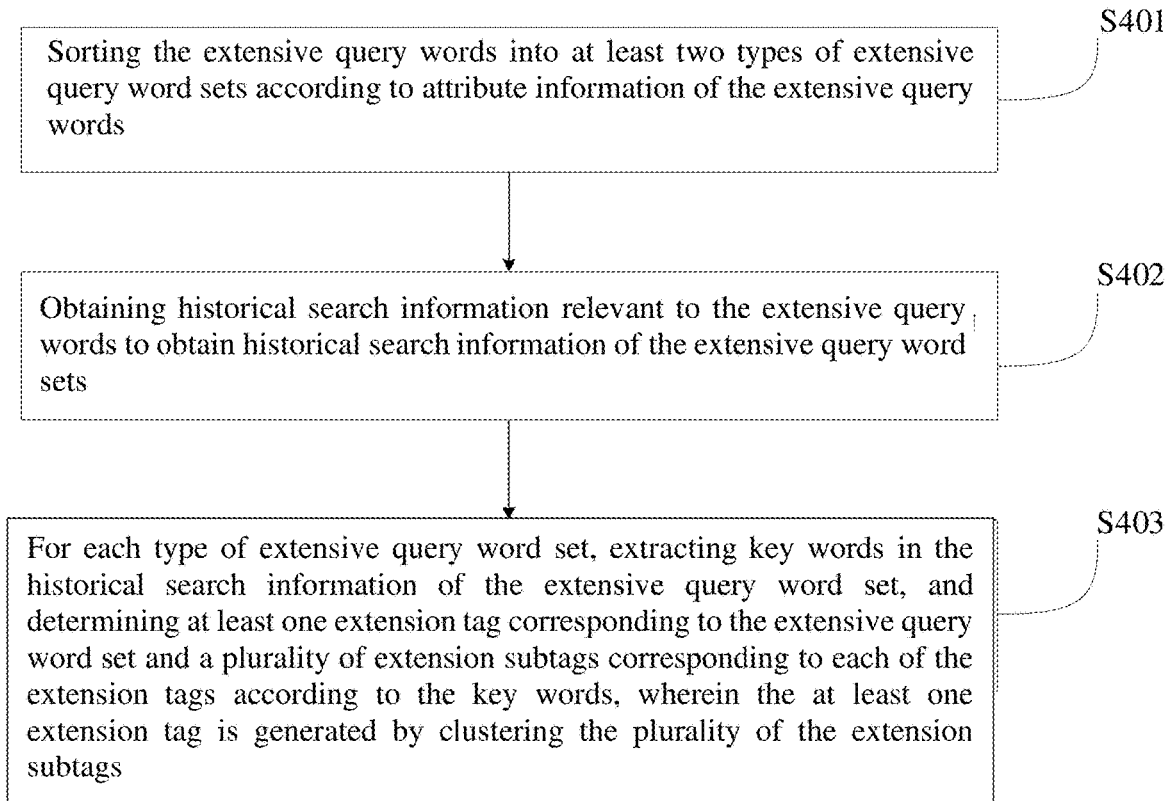 S401
Sorting the extensive query words into at least two types of extensive
query word sets according to attribute information of the extensive query
words
S402
Obtaining historical search information relevant to the extensive query
words to obtain historical search information of the extensive query word
sets
S403
For each type of extensive query word set, extracting key words in the
historical search information of the extensive query word set, and
determining at least one extension tag corresponding to the extensive query
word set and a plurality of extension subtags corresponding to each of the
extension tags according to the key words, wherein the at least one
extension tag is generated by clustering the plurality of the extension
subtags